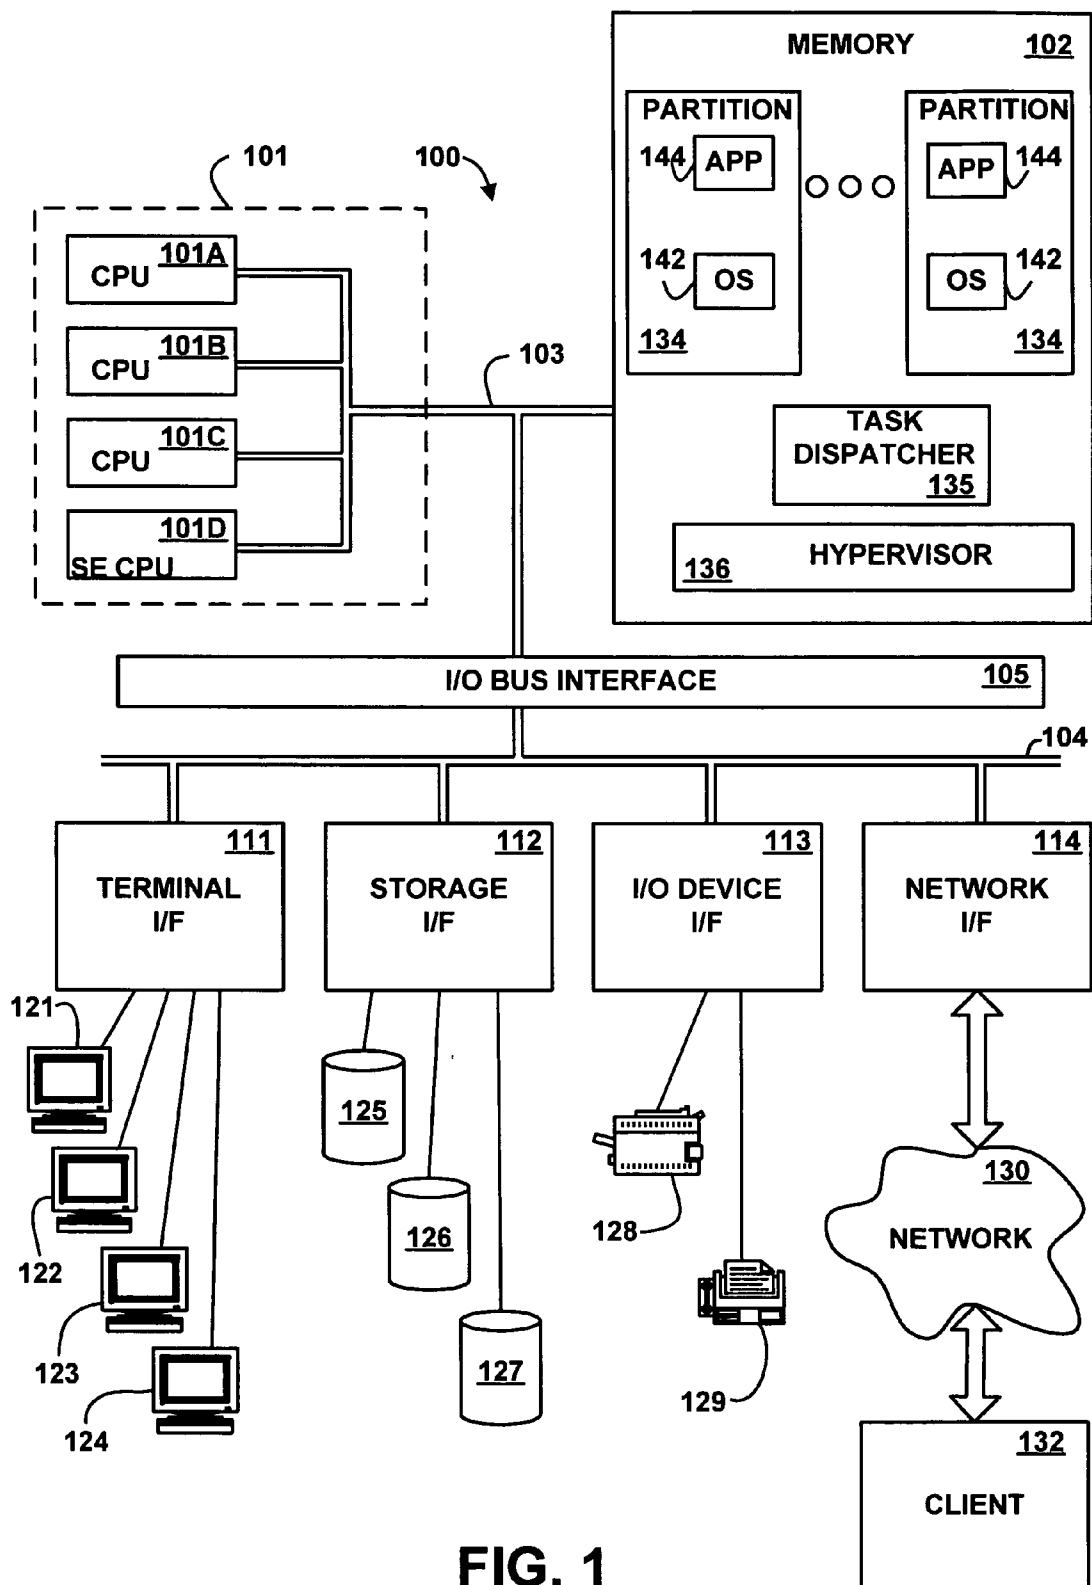 MEMORY 102
PARTITION PARTITION
144 APP APP 144
142 OS OS 142
134 134
TASK
DISPATCHER
135
HYPERVISOR
136
101 100
101A
CPU
101B
CPU
101C
CPU
101D
SE CPU
103
I/O BUS INTERFACE 105
104
111
TERMINAL
I/F
112
STORAGE
I/F
113
I/O DEVICE
I/F
114
NETWORK
I/F
121
122
123
124
125
126
127
128
129
130
NETWORK
132
CLIENT
FIG. 1